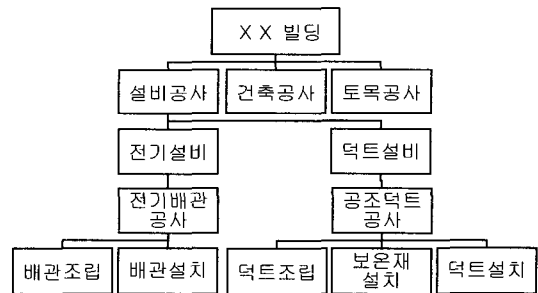 X X 빌딩
설비공사
건축공사
토목공사
전기설비
덕트설비
전기배관
공사
공조덕트
공사
배관조립
배관설치
덕트조립
보온재
설치
덕트설치